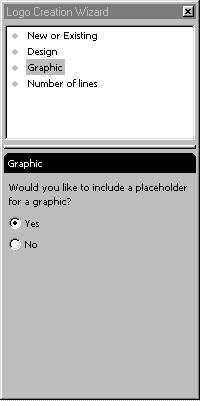 Logo Creation Wizard
New or Existing
Design
Graphic
Number of lines
Graphic
Would you like to include a placeholder
for a graphic?
Yes
No